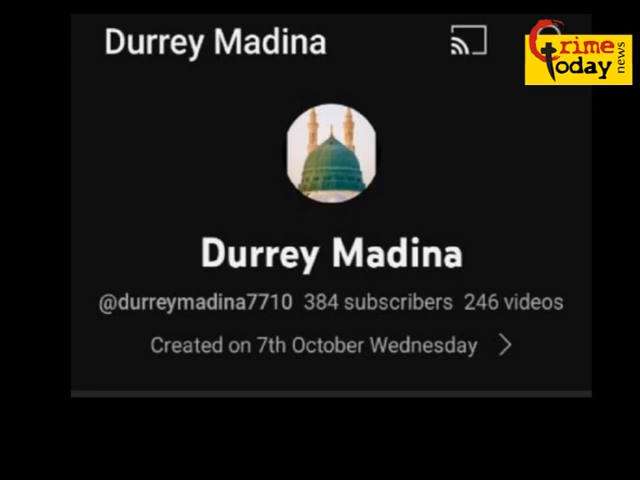 Durrey Madina
Crime
today
news
Durrey Madina
@durreymadina7710 384 subscribers 246 videos
Created on 7th October Wednesday